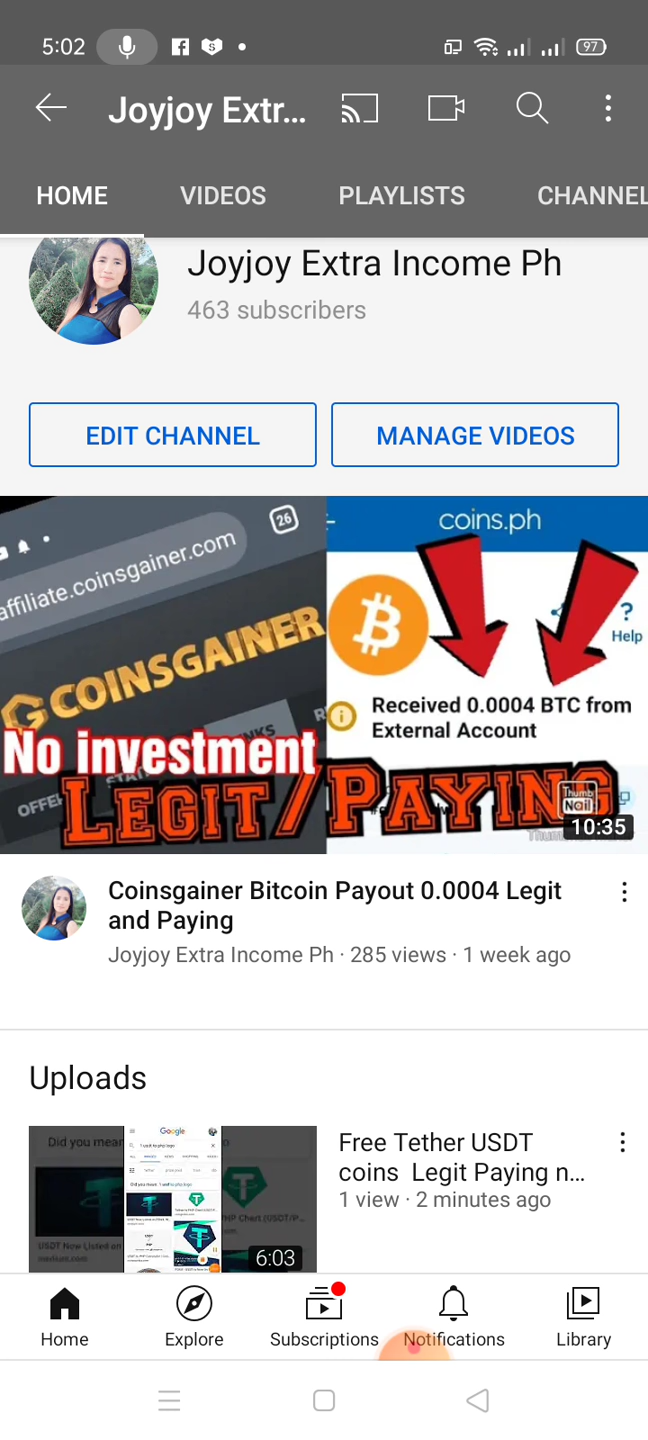 5:02
97
Joyjoy Extr...
HOME VIDEOS PLAYLISTS CHANNEL
Joyjoy Extra Income Ph
463 subscribers
EDIT CHANNEL MANAGE VIDEOS
26
affiliate.coinsgainer.com
COINSGAINER
No investment
coins.ph
?
Help
Received 0.0004 BTC from
External Account
LEGIT/PAYING
Thumb
Nail
10:35
Coinsgainer Bitcoin Payout 0.0004 Legit
and Paying
Joyjoy Extra Income Ph · 285 views · 1 week ago
Uploads
Did you mean
Google
6:03
Free Tether USDT
coins Legit Paying n...
1 view · 2 minutes ago
Home Explore Subscriptions Notifications Library